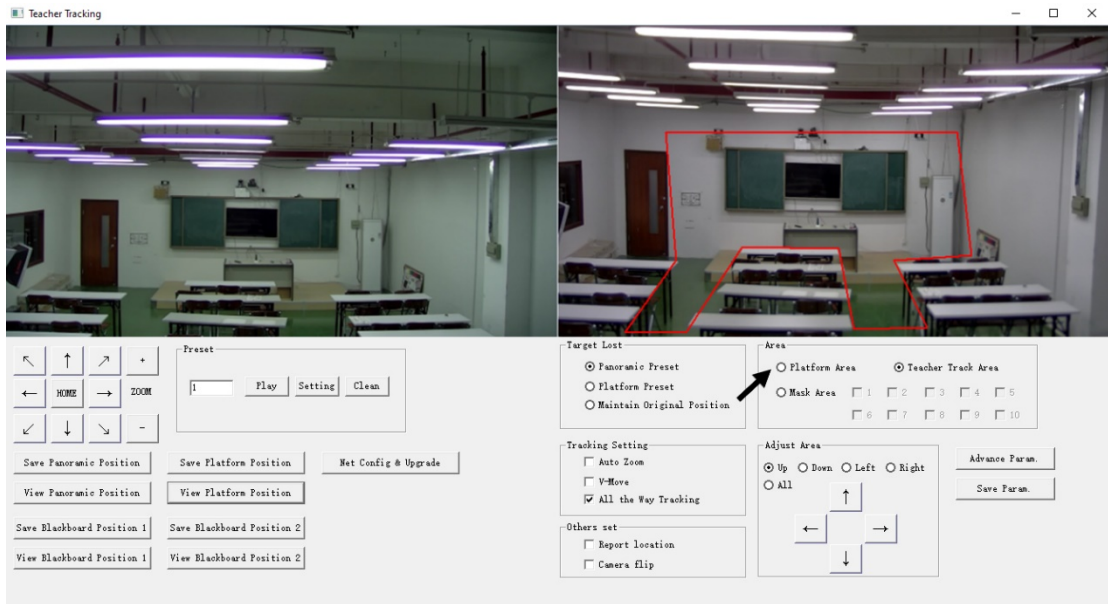 Teacher Tracking
Preset
1 Play Setting Clean
+
HOME ZOOM
-
Save Panoramic Position Save Platform Position Net Config & Upgrade
View Panoramic Position View Platform Position
Save Blackboard Position 1 Save Blackboard Position 2
View Blackboard Position 1 View Blackboard Position 2
Target Lost
Panoramic Preset
Platform Preset
Maintain Original Position
Area
Platform Area Teacher Track Area
Mask Area 1 2 3 4 5
6 7 8 9 10
Tracking Setting
Auto Zoom
V-Move
All the Way Tracking
Adjust Area
Up Down Left Right
All
Advance Param.
Save Param.
Others set
Report location
Camera flip